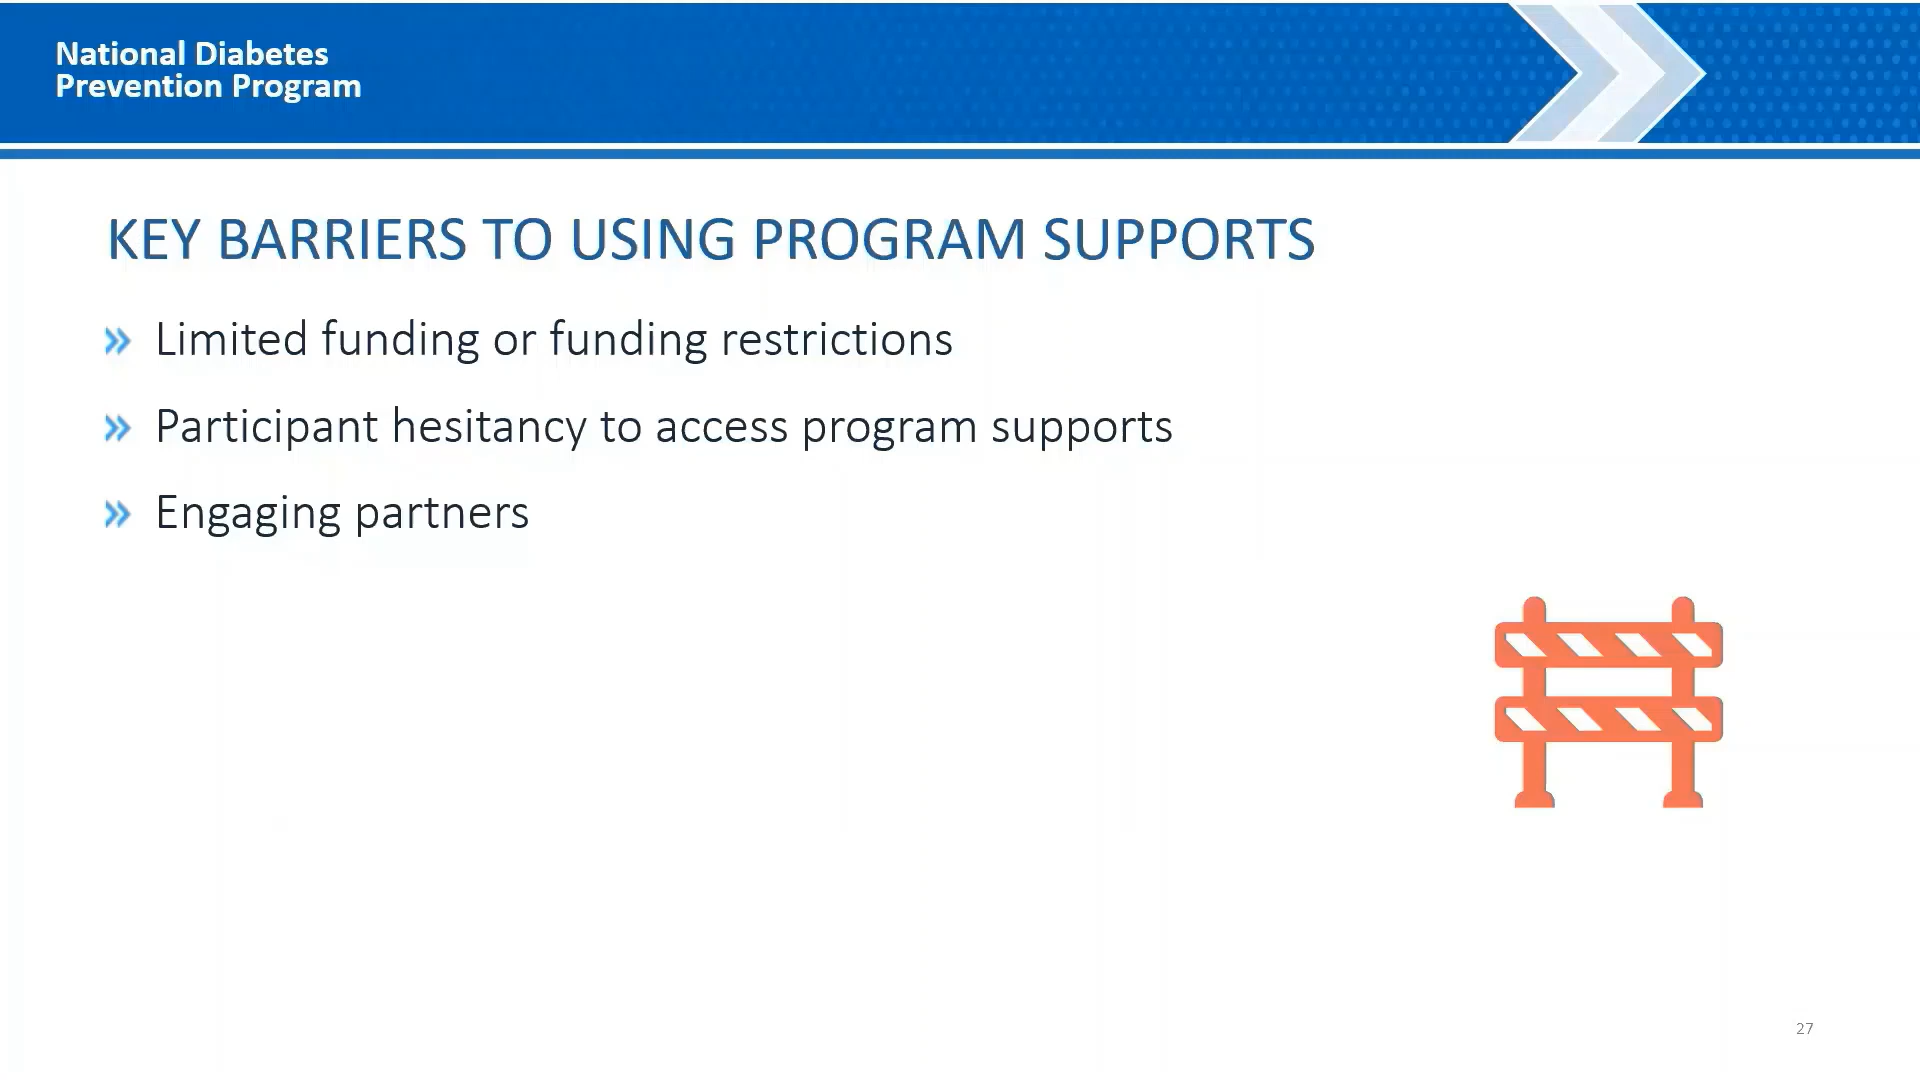 National Diabetes
Prevention Program
KEY BARRIERS TO USING PROGRAM SUPPORTS
Limited funding or funding restrictions
Participant hesitancy to access program supports
Engaging partners
27